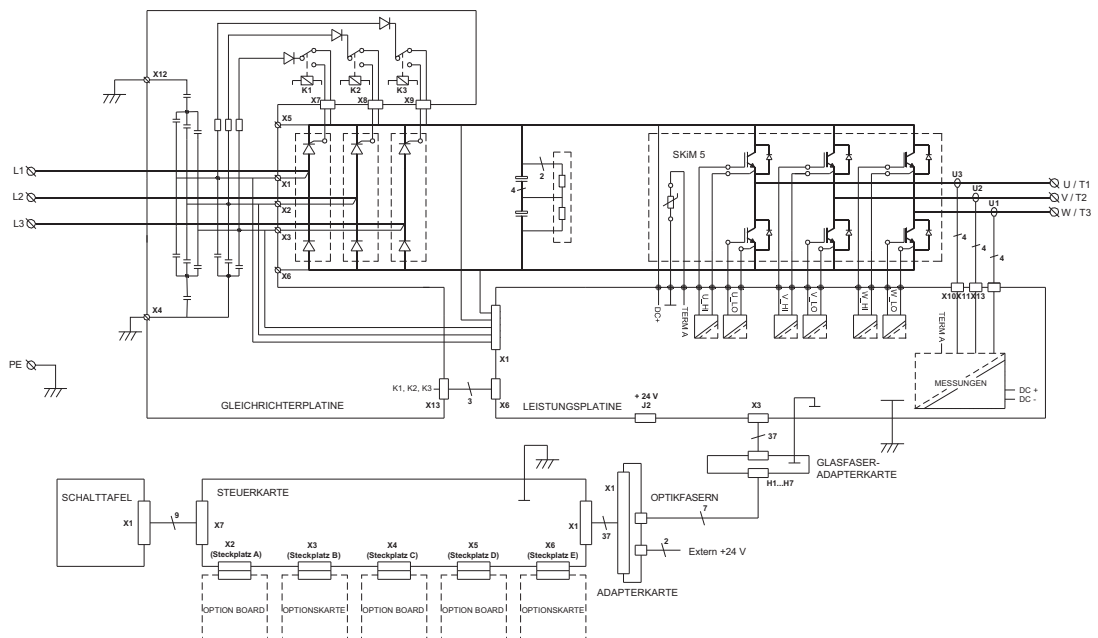 X12
K1
K2
K3
X7
X8
X9
X5
SKiM 5
2
4
L1
L2
L3
X1
X2
X3
X6
U3
U2
U1
U / T1
V / T2
W / T3
4
4
4
X4
DC+
TERM A
U_HI
U_LO
V_HI
V_LO
W_HI
W_LO
X10
X11
X13
TERM A
X1
PE
MESSUNGEN
DC +
DC -
K1, K2, K3
3
X13
X6
GLEICHRICHTERPLATINE
LEISTUNGSPLATINE
+ 24 V
J2
X3
37
GLASFASER-
ADAPTERKARTE
H1...H7
SCHALTTAFEL
STEUERKARTE
X1
9
X7
X1
37
X1
OPTIKFASERN
7
2
Extern +24 V
X2
(Steckplatz A)
X3
(Steckplatz B)
X4
(Steckplatz C)
X5
(Steckplatz D)
X6
(Steckplatz E)
ADAPTERKARTE
OPTION BOARD
OPTIONSKARTE
OPTION BOARD
OPTION BOARD
OPTIONSKARTE